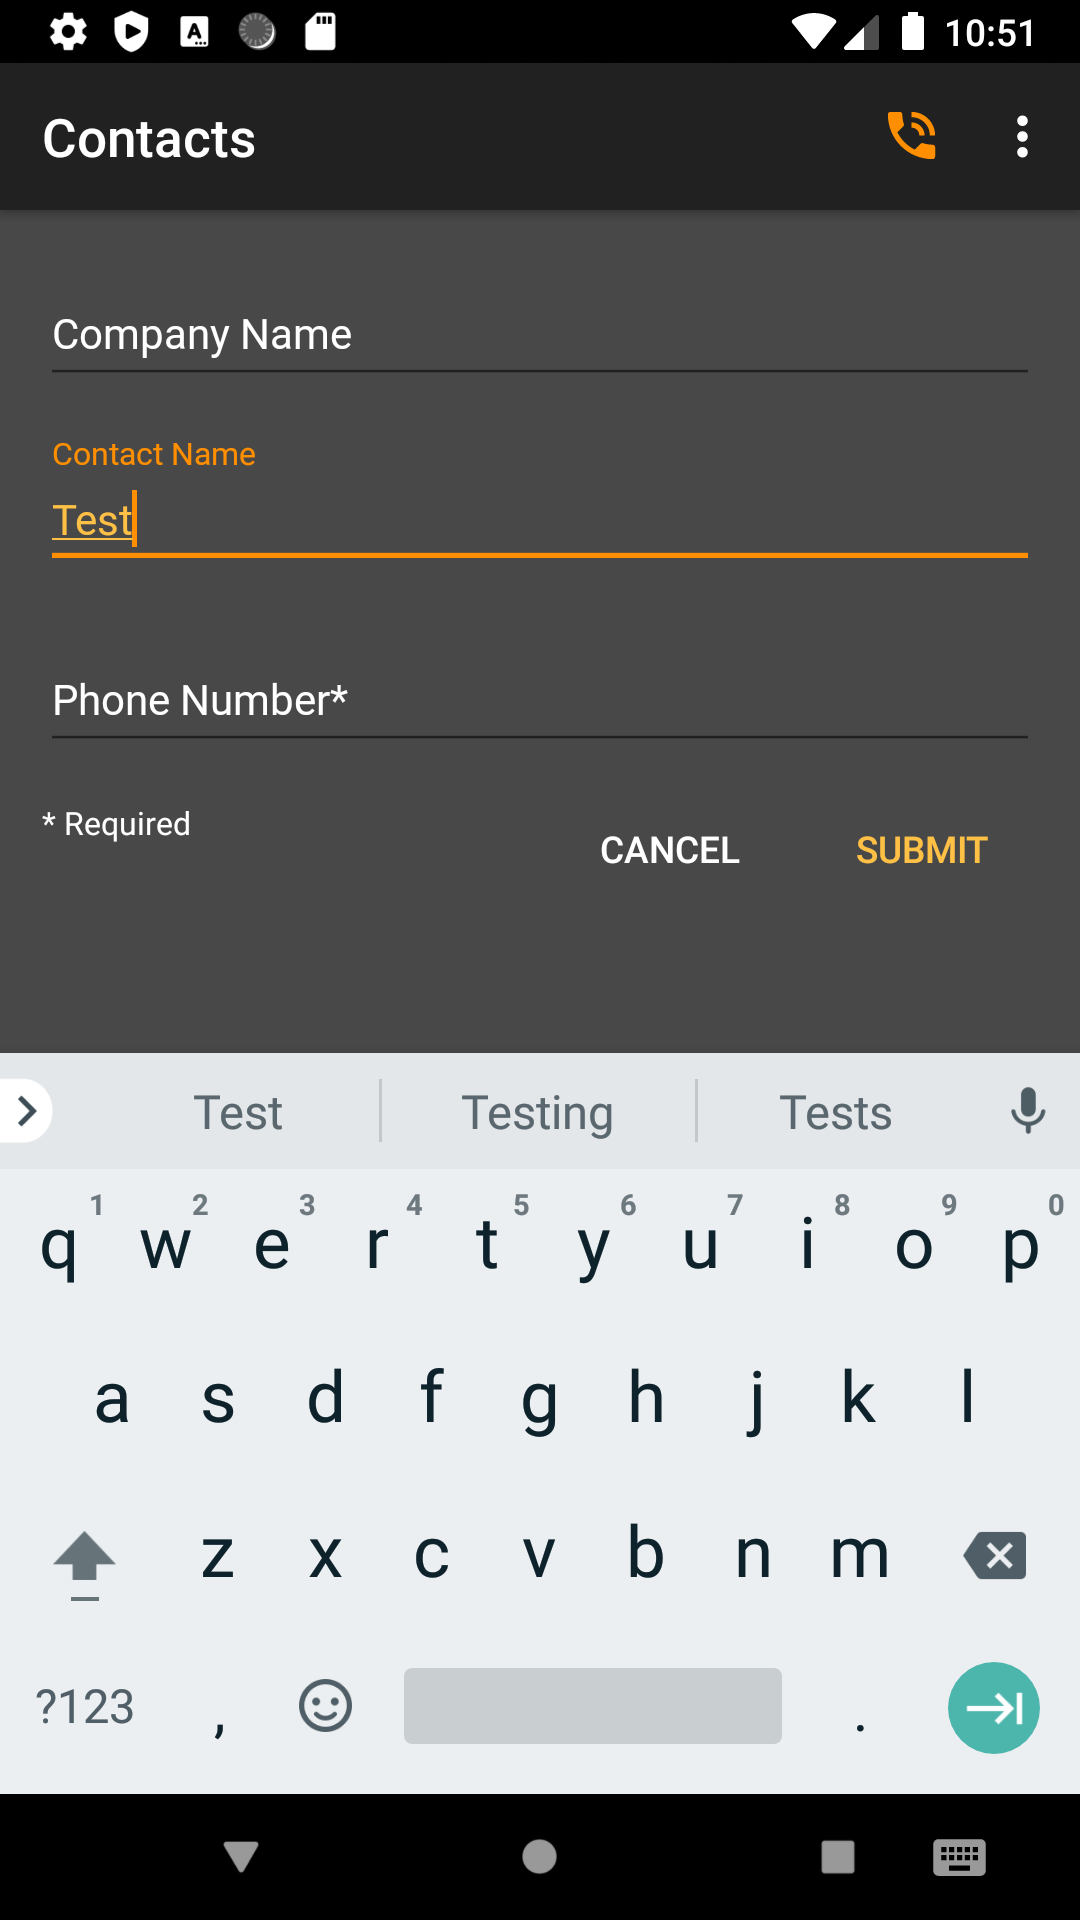 10:51
Contacts
Company Name
Contact Name
Test
Phone Number*
* Required
CANCEL SUBMIT
Test Testing Tests
1 2 3 4 5 6 7 8 9 0
q w e r t y u i o p
a s d f g h j k l
z x c v b n m
?123 , .